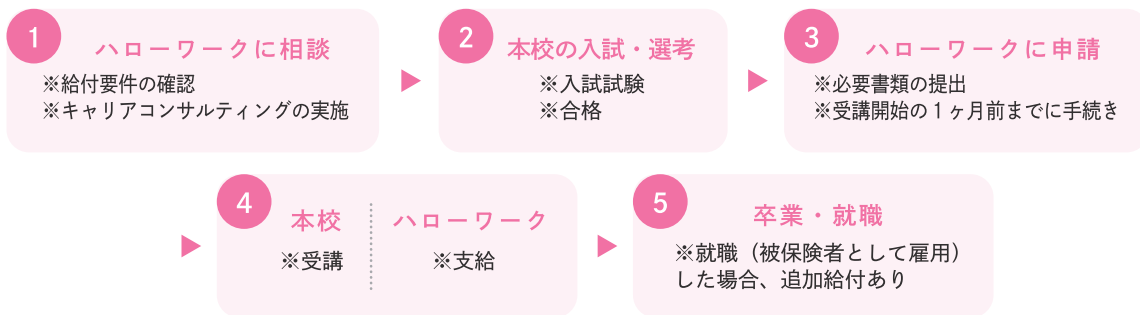 1
ハローワークに相談
※給付要件の確認
※キャリアコンサルティングの実施
2
本校の入試・選考
※入試試験
※合格
3
ハローワークに申請
※必要書類の提出
※受講開始の1ヶ月前までに手続き
4
本校
※受講
ハローワーク
※支給
5
卒業・就職
※就職（被保険者として雇用）
した場合、追加給付あり